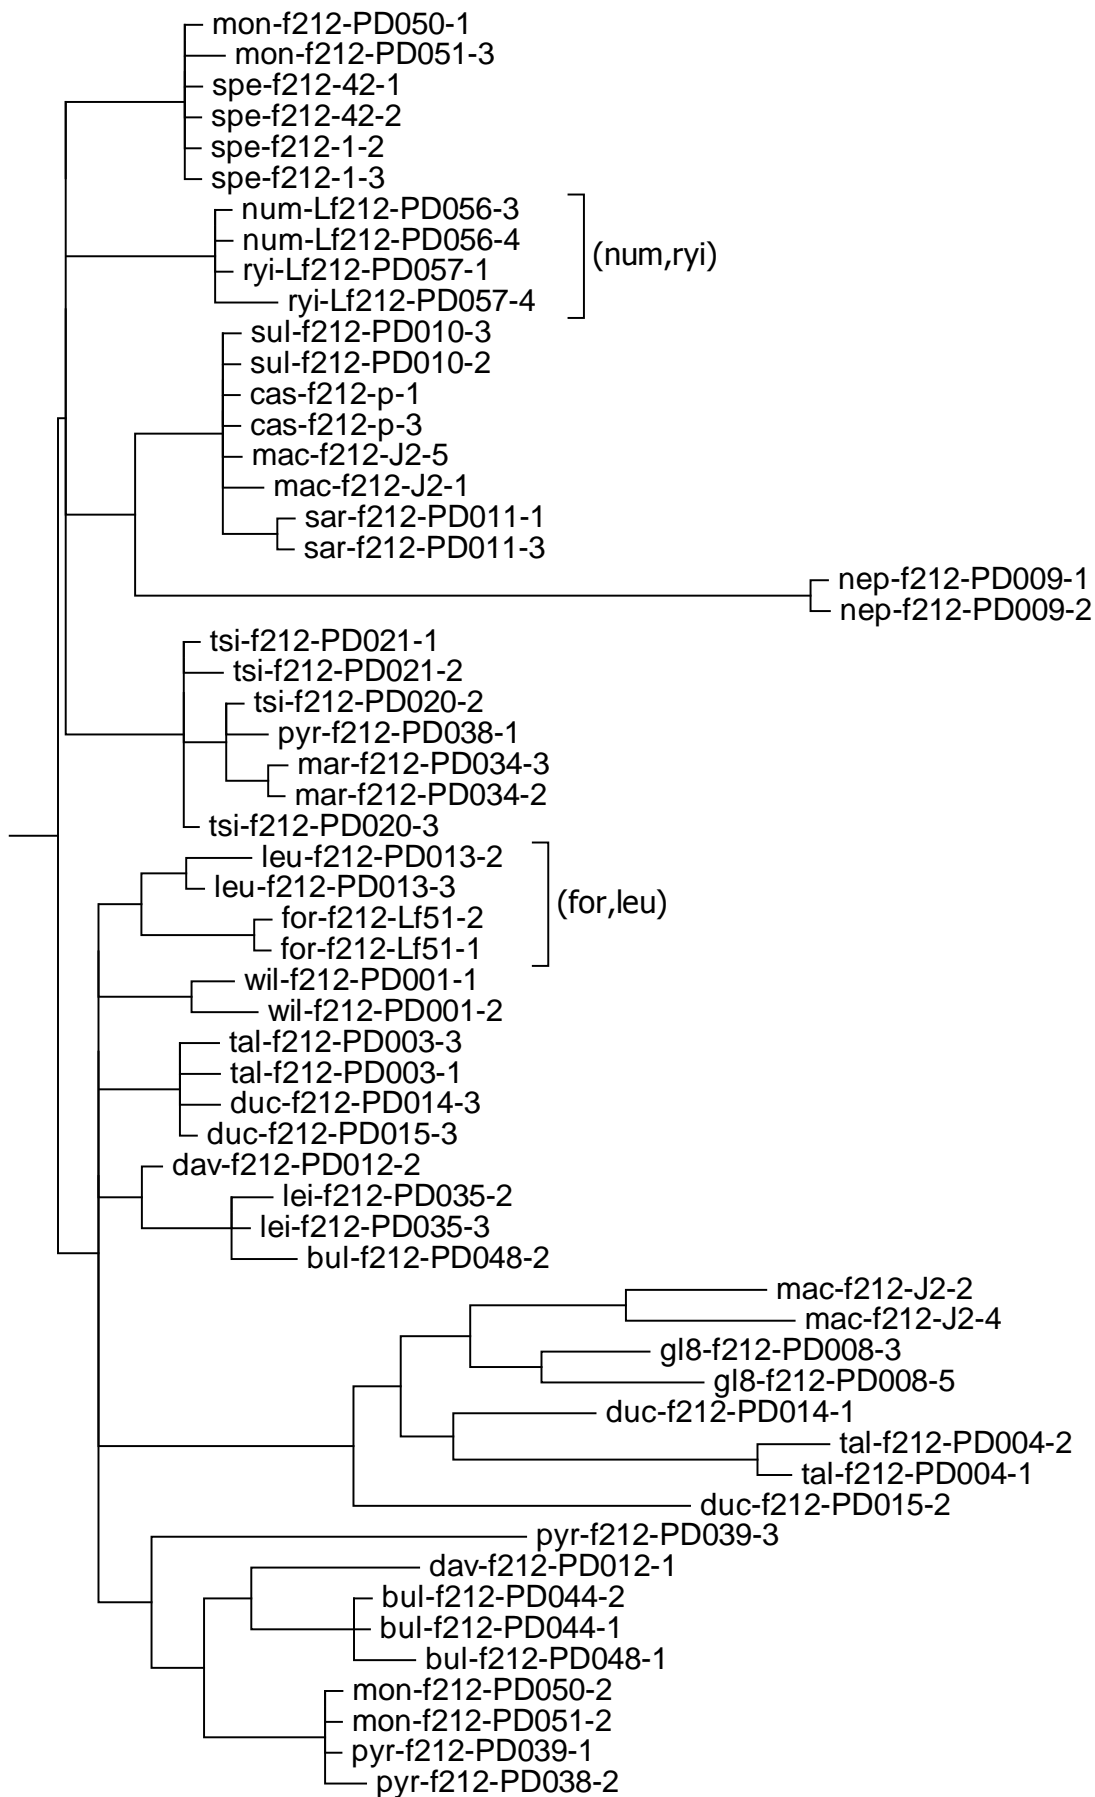 mon-f212-PD050-1
mon-f212-PD051-3
spe-f212-42-1
spe-f212-42-2
spe-f212-1-2
spe-f212-1-3
num-Lf212-PD056-3
num-Lf212-PD056-4
(num,ryi)
ryi-Lf212-PD057-1
ryi-Lf212-PD057-4
sul-f212-PD010-3
sul-f212-PD010-2
cas-f212-p-1
cas-f212-p-3
mac-f212-J2-5
mac-f212-J2-1
sar-f212-PD011-1
sar-f212-PD011-3
nep-f212-PD009-1
nep-f212-PD009-2
tsi-f212-PD021-1
tsi-f212-PD021-2
tsi-f212-PD020-2
pyr-f212-PD038-1
mar-f212-PD034-3
mar-f212-PD034-2
tsi-f212-PD020-3
leu-f212-PD013-2
leu-f212-PD013-3
(for,leu)
for-f212-Lf51-2
for-f212-Lf51-1
wil-f212-PD001-1
wil-f212-PD001-2
tal-f212-PD003-3
tal-f212-PD003-1
duc-f212-PD014-3
duc-f212-PD015-3
dav-f212-PD012-2
lei-f212-PD035-2
lei-f212-PD035-3
bul-f212-PD048-2
mac-f212-J2-2
mac-f212-J2-4
gl8-f212-PD008-3
gl8-f212-PD008-5
duc-f212-PD014-1
tal-f212-PD004-2
tal-f212-PD004-1
duc-f212-PD015-2
pyr-f212-PD039-3
dav-f212-PD012-1
bul-f212-PD044-2
bul-f212-PD044-1
bul-f212-PD048-1
mon-f212-PD050-2
mon-f212-PD051-2
pyr-f212-PD039-1
pyr-f212-PD038-2